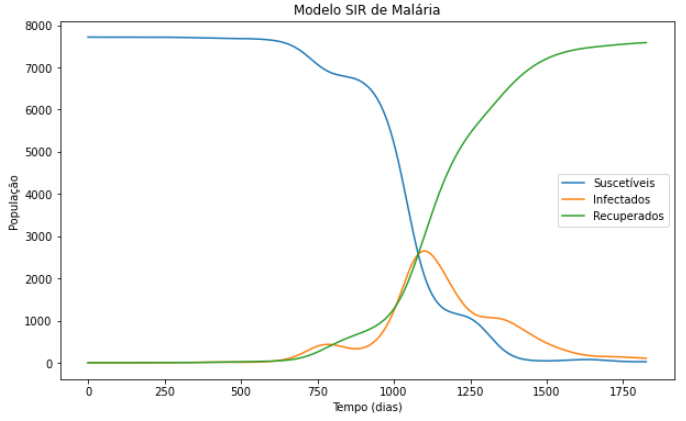 Modelo SIR de Malária
8000
7000
6000
5000
4000
3000
2000
1000
0
População
Suscetíveis
Infectados
Recuperados
0 250 500 750 1000 1250 1500 1750
Tempo (dias)